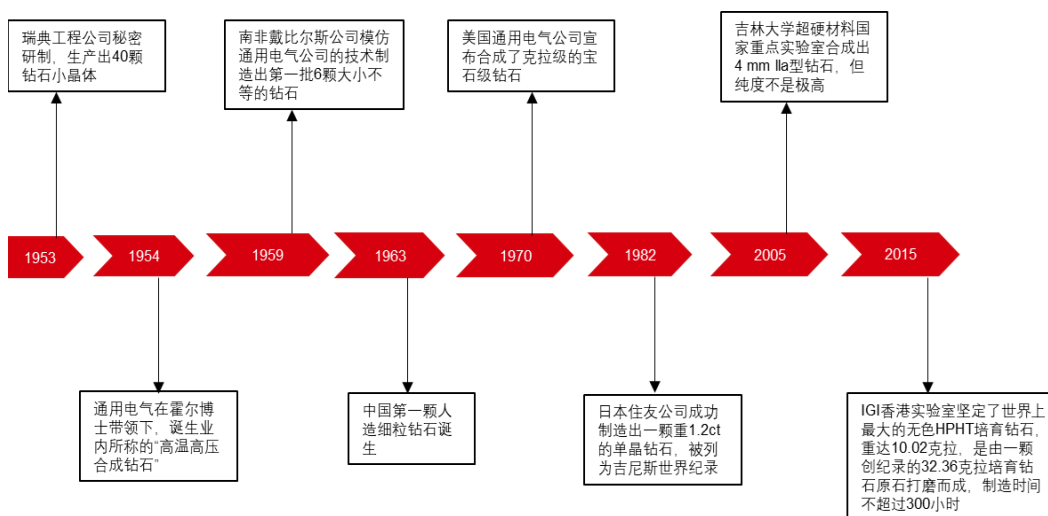 瑞典工程公司秘密
研制，生产出40颗
钻石小晶体
南非戴比尔斯公司模仿
通用电气公司的技术制
造出第一批6颗大小不
等的钻石
美国通用电气公司宣
布合成了克拉级的宝
石级钻石
吉林大学超硬材料国
家重点实验室合成出
4 mm IIa型钻石，但
纯度不是极高
1953
1954
1959
1963
1970
1982
2005
2015
通用电气在霍尔博
士带领下，诞生业
内所称的“高温高压
合成钻石”
中国第一颗人
造细粒钻石诞
生
日本住友公司成功
制造出一颗重1.2ct
的单晶钻石，被列
为吉尼斯世界纪录
IGI香港实验室坚定了世界上
最大的无色HPHT培育钻石，
重达10.02克拉，是由一颗
创纪录的32.36克拉培育钻
石原石打磨而成，制造时间
不超过300小时